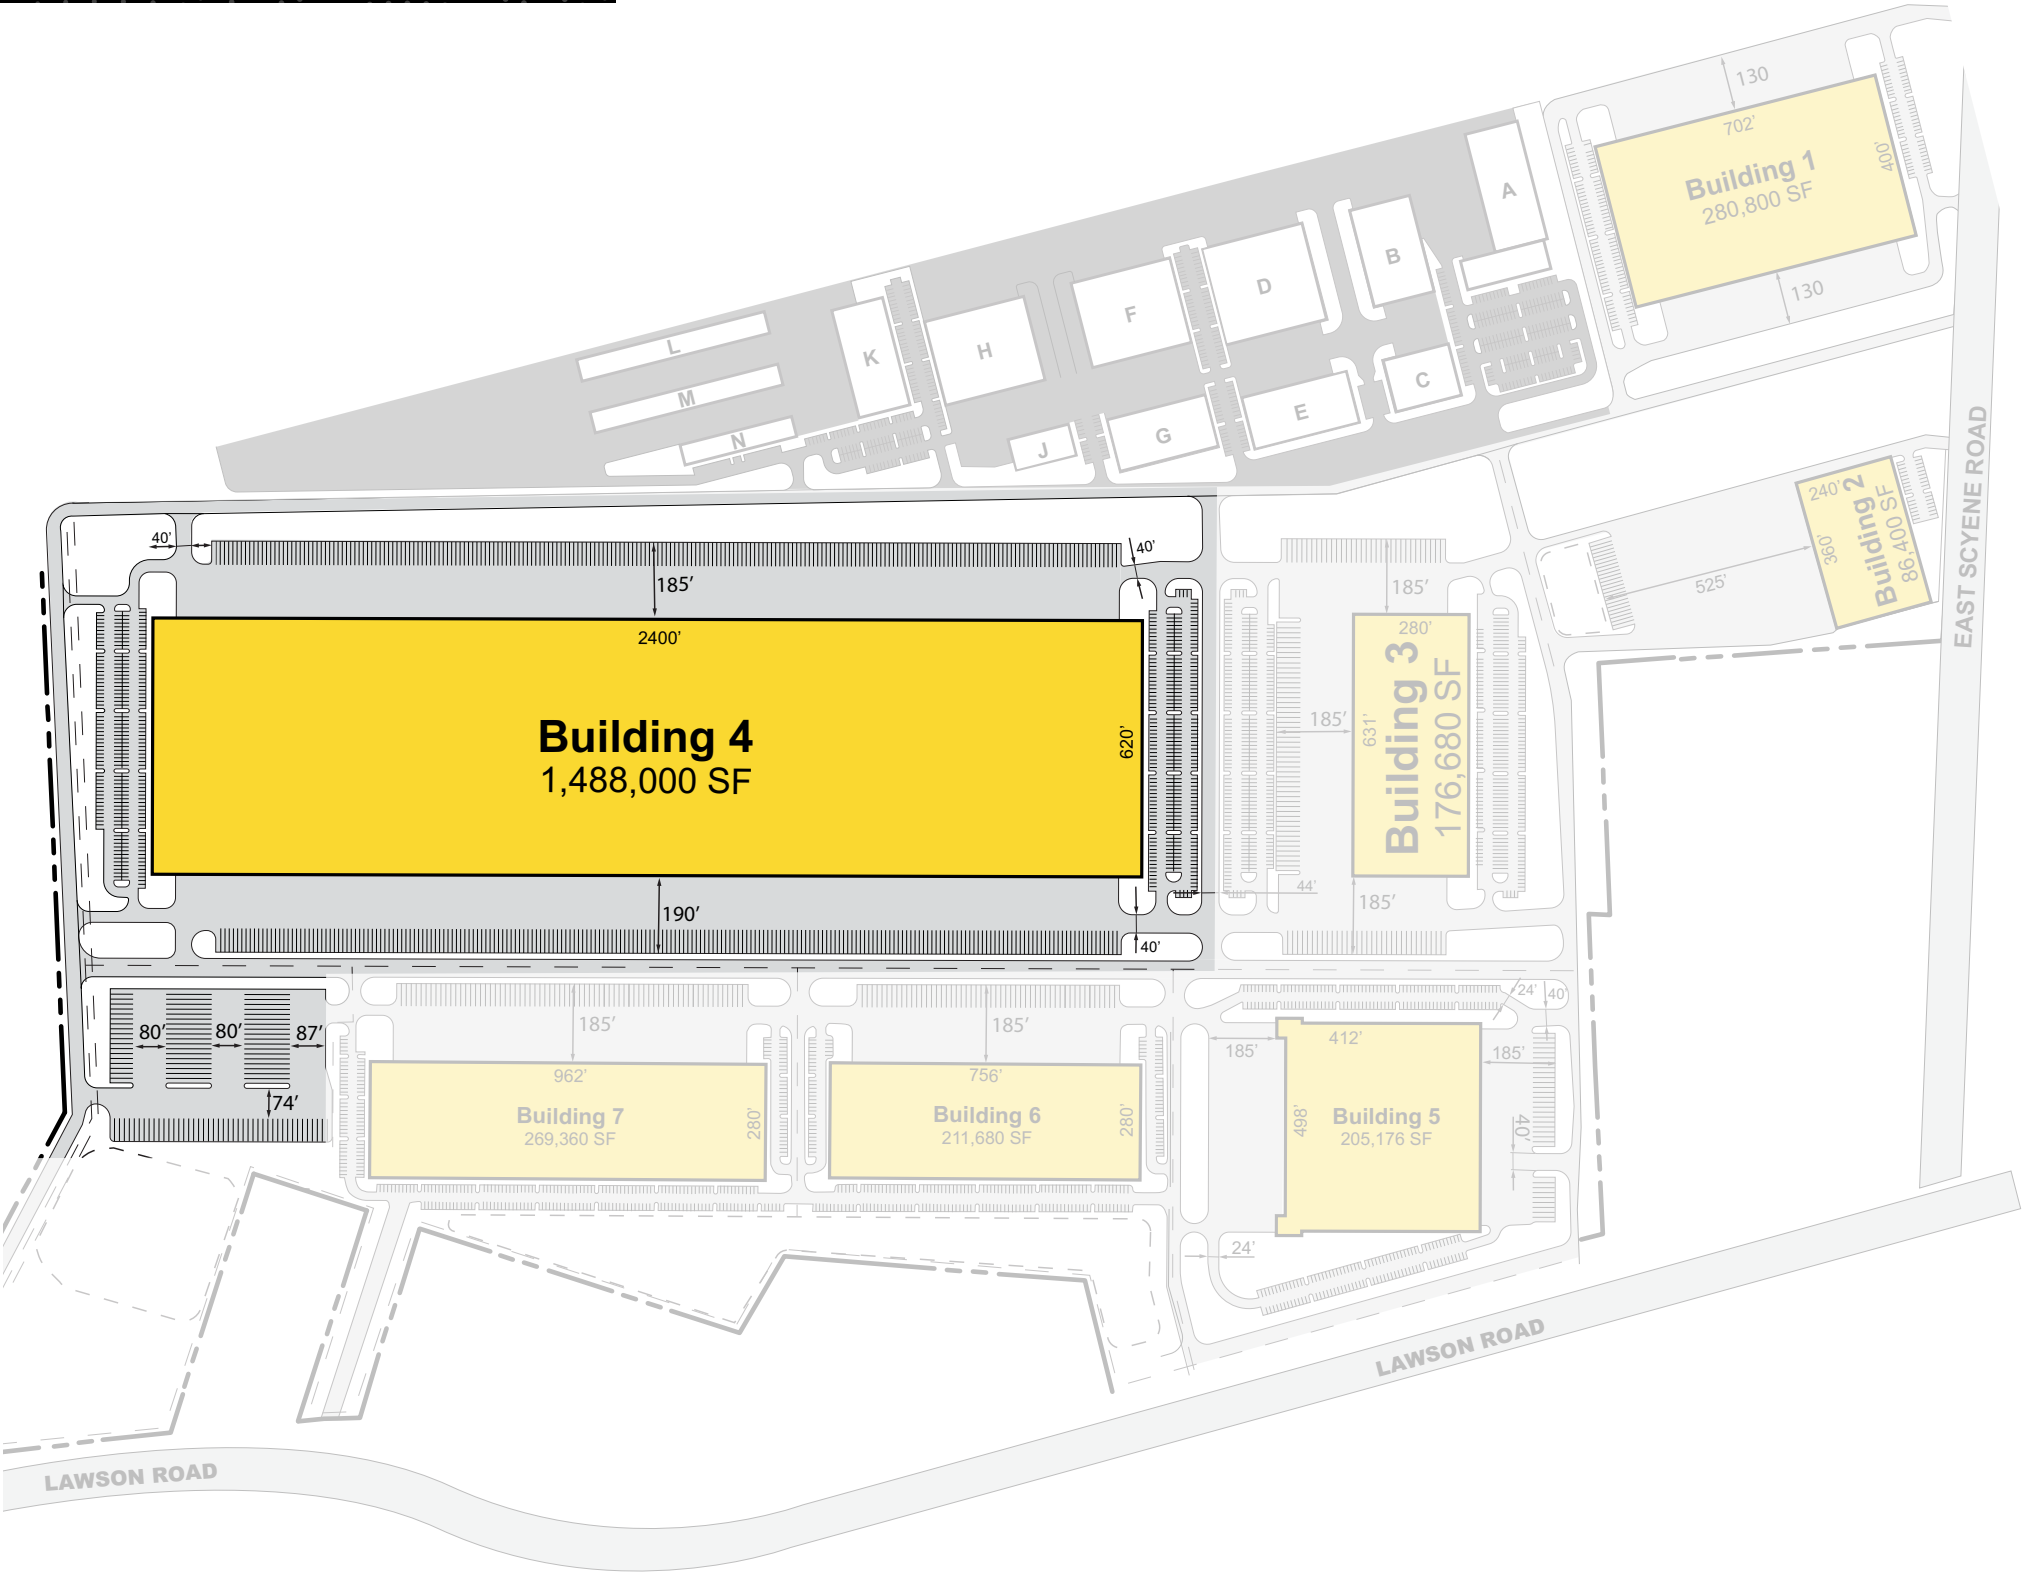 130
702'
400'
Building 1
280,800 SF
130
A
B
D
F
H
K
L
M
N
J
G
E
C
240'
360'
Building 2
86,400 SF
525'
EAST SCYENE ROAD
40'
185'
40'
2400'
Building 4
1,488,000 SF
620'
190'
40'
185'
280'
185'
631'
Building 3
176,680 SF
44'
185'
80'
80'
87'
74'
185'
962'
Building 7
269,360 SF
280'
185'
756'
Building 6
211,680 SF
280'
24'
40'
185'
412'
185'
498'
Building 5
205,176 SF
40'
24'
LAWSON ROAD
LAWSON ROAD